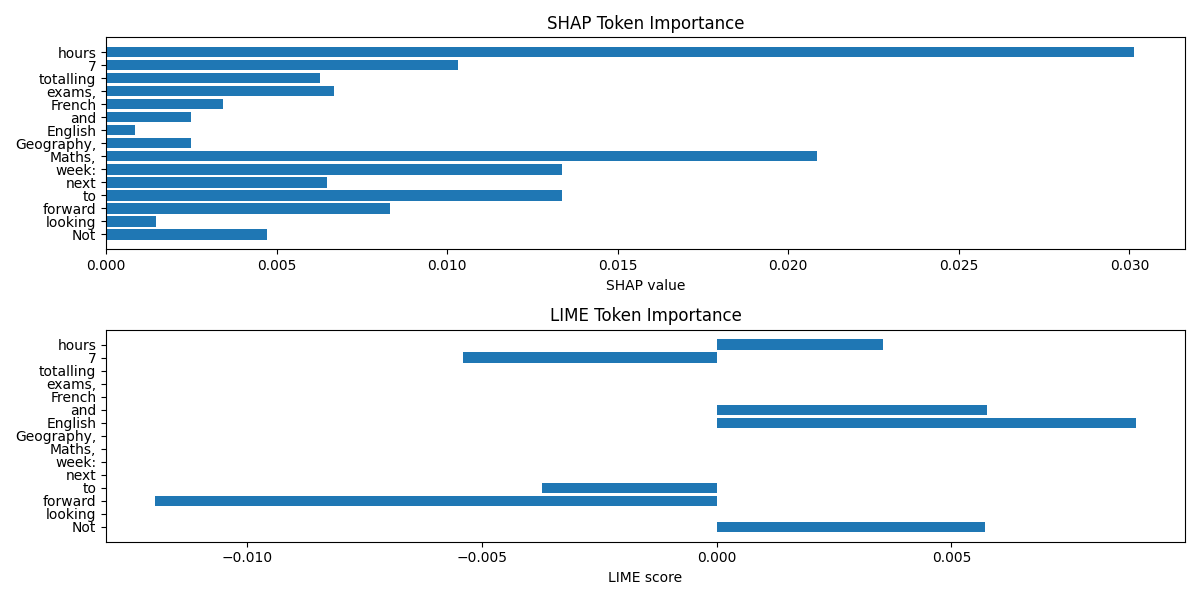 SHAP Token Importance
hours
7
totalling
exams,
French
and
English
Geography,
Maths,
week:
next
to
forward
looking
Not
0.000 0.005 0.010 0.015 0.020 0.025 0.030
SHAP value
LIME Token Importance
hours
7
totalling
exams,
French
and
English
Geography,
Maths,
week:
next
to
forward
looking
Not
−0.010 −0.005 0.000 0.005
LIME score